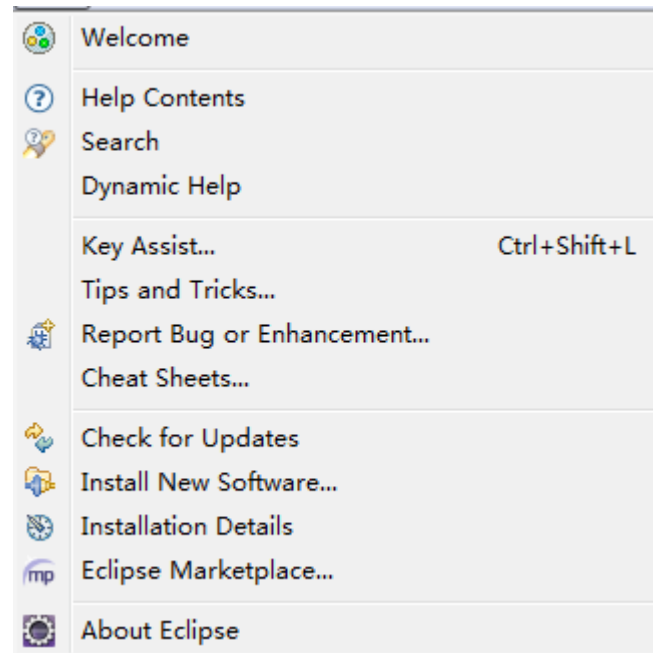 Welcome
Help Contents
Search
Dynamic Help
Key Assist... Ctrl+Shift+L
Tips and Tricks...
Report Bug or Enhancement...
Cheat Sheets...
Check for Updates
Install New Software...
Installation Details
mp Eclipse Marketplace...
About Eclipse